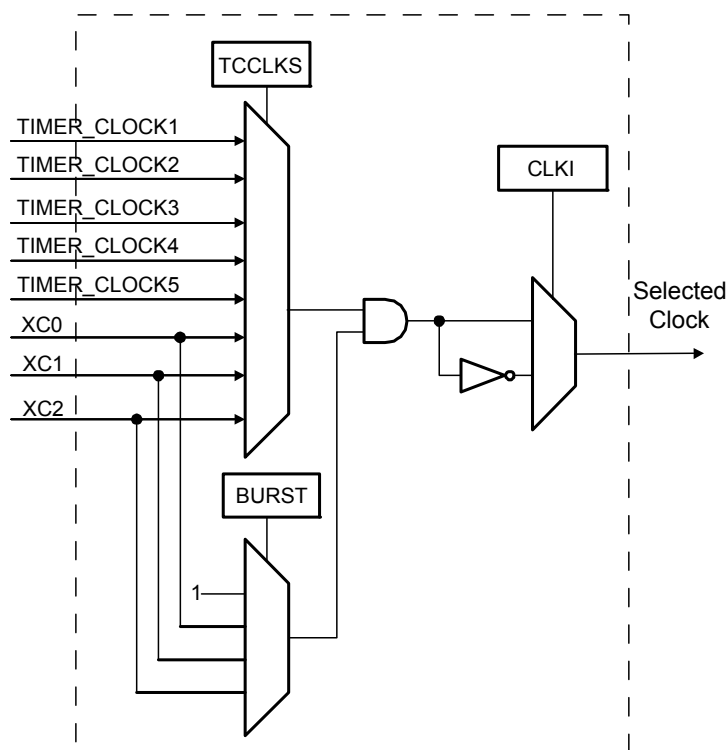 TCCLKS
TIMER_CLOCK1
TIMER_CLOCK2
TIMER_CLOCK3
TIMER_CLOCK4
TIMER_CLOCK5
XC0
XC1
XC2
CLKI
Selected
Clock
BURST
1